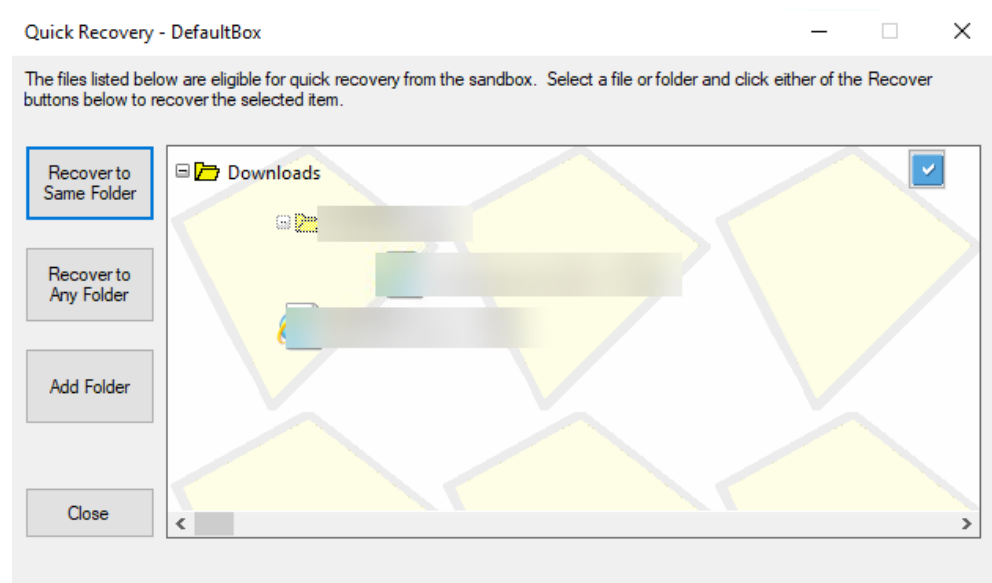 Quick Recovery - DefaultBox
The files listed below are eligible for quick recovery from the sandbox. Select a file or folder and click either of the Recover
buttons below to recover the selected item.
Recover to
Same Folder
Downloads
Recover to
Any Folder
Add Folder
Close